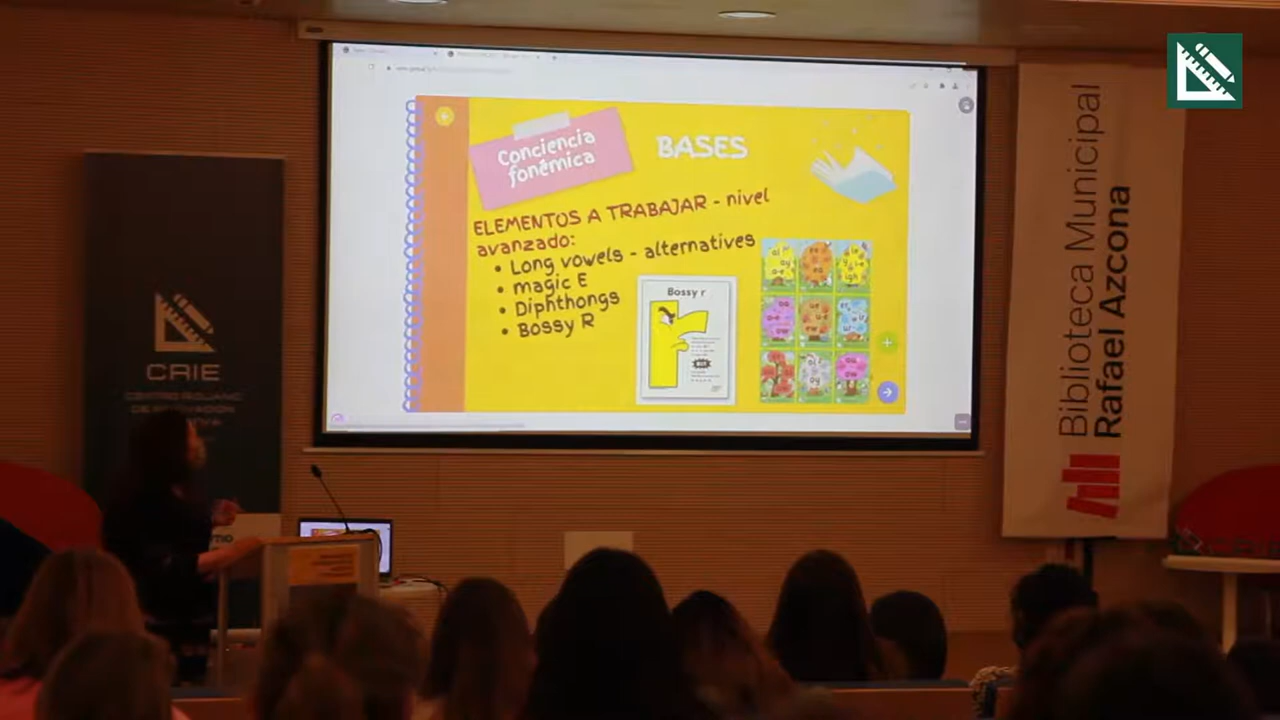 Conciencia
fonémica
BASES
ELEMENTOS A TRABAJAR - nivel
avanzado:
• Long vowels - alternatives
• magic E
• Diphthongs
• Bossy R
Bossy r
CRIE
Biblioteca Municipal
Rafael Azcona